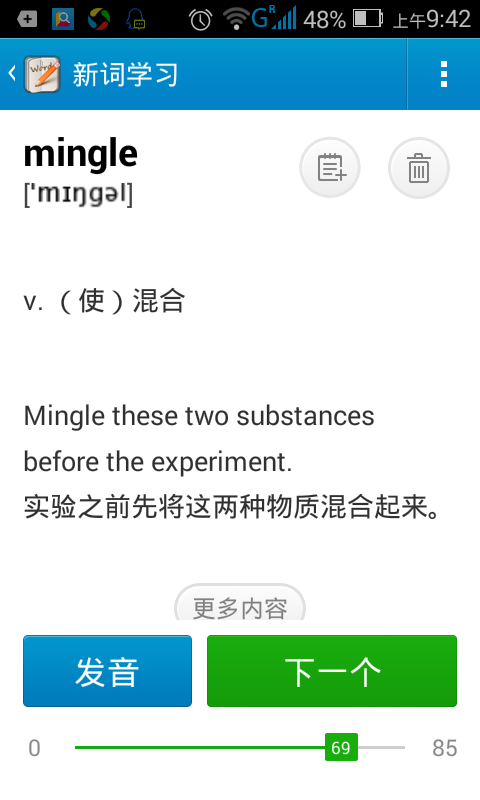 48% 上午9:42
新词学习
mingle
['mɪŋgəl]
v. （使）混合
Mingle these two substances
before the experiment.
实验之前先将这两种物质混合起来。
更多内容
发音 下一个
0 69 85